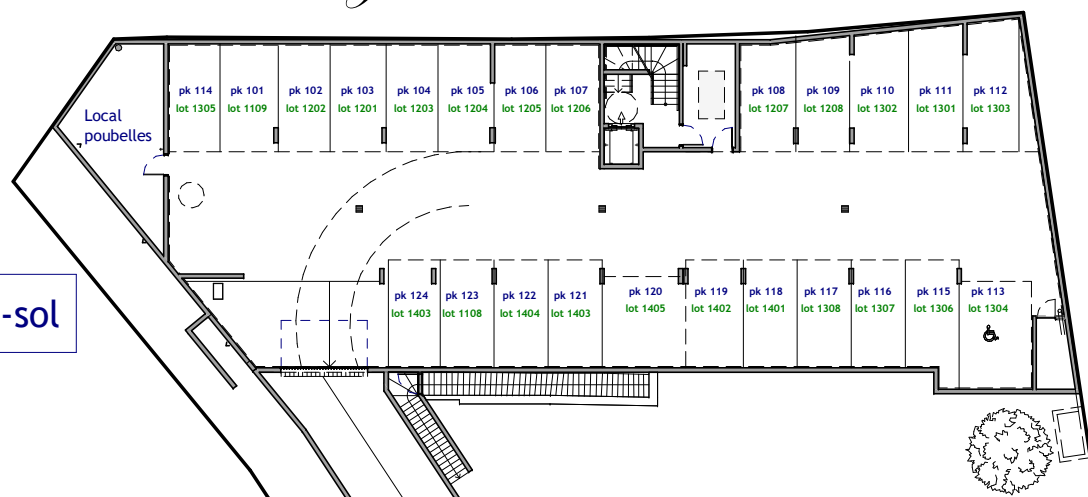 pk 114
lot 1305
pk 101
lot 1109
pk 102
lot 1202
pk 103
lot 1201
pk 104
lot 1203
pk 105
lot 1204
pk 106
lot 1205
pk 107
lot 1206
pk 108
lot 1207
pk 109
lot 1208
pk 110
lot 1302
pk 111
lot 1301
pk 112
lot 1303
Local
poubelles
-sol
pk 124
lot 1403
pk 123
lot 1108
pk 122
lot 1404
pk 121
lot 1403
pk 120
lot 1405
pk 119
lot 1402
pk 118
lot 1401
pk 117
lot 1308
pk 116
lot 1307
pk 115
lot 1306
pk 113
lot 1304